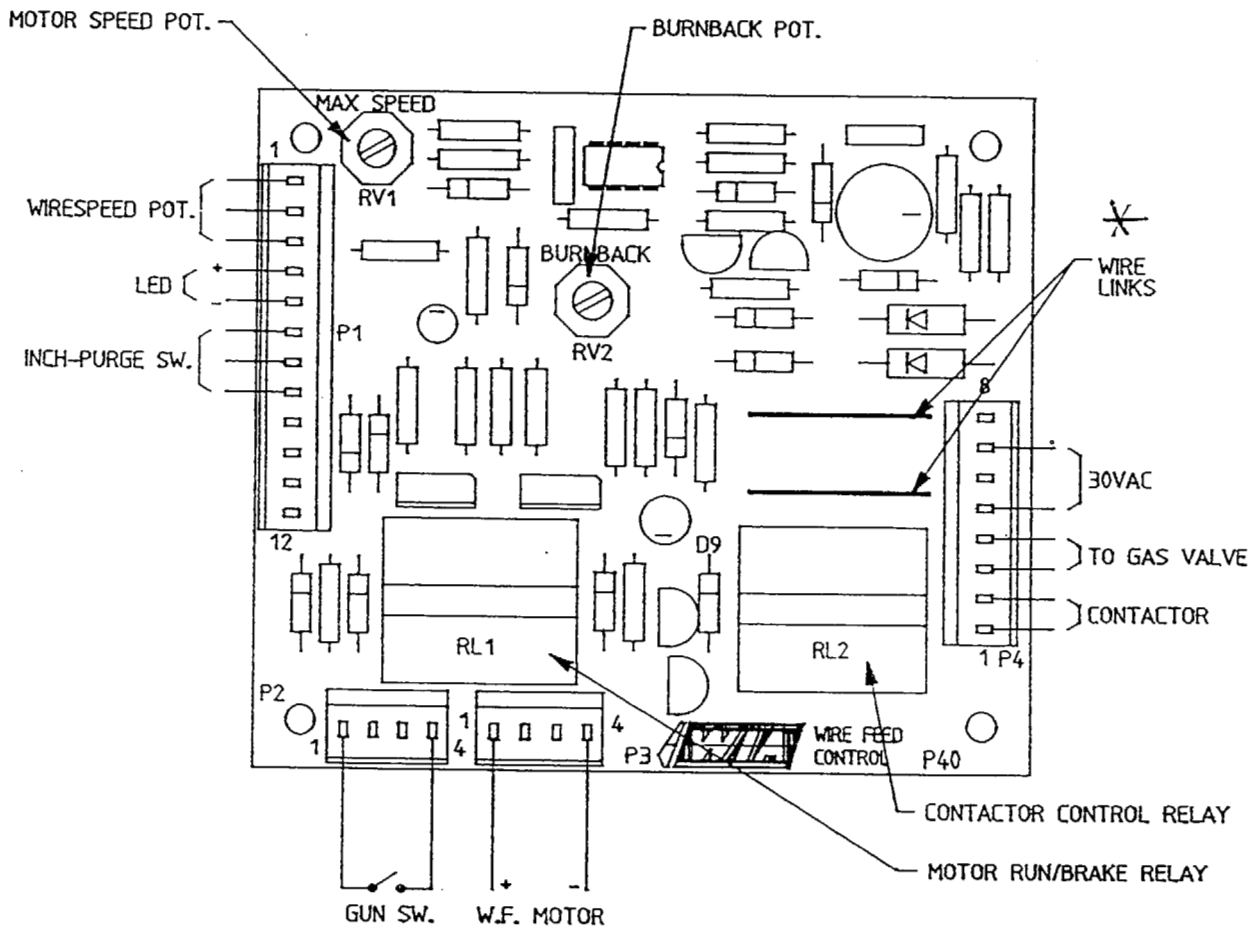 MOTOR SPEED POT.
BURNBACK POT.
MAX SPEED
1
RV1
WIRESPEED POT.
BURNBACK
WIRE
LINKS
+
LED
-
P1
RV2
INCH-PURGE SW.
8
30VAC
12
D9
TO GAS VALVE
CONTACTOR
RL1
RL2
1 P4
P2
1
4
1
4
P3
WIRE FEED
CONTROL
P40
CONTACTOR CONTROL RELAY
MOTOR RUN/BRAKE RELAY
+
-
GUN SW.
W.F. MOTOR